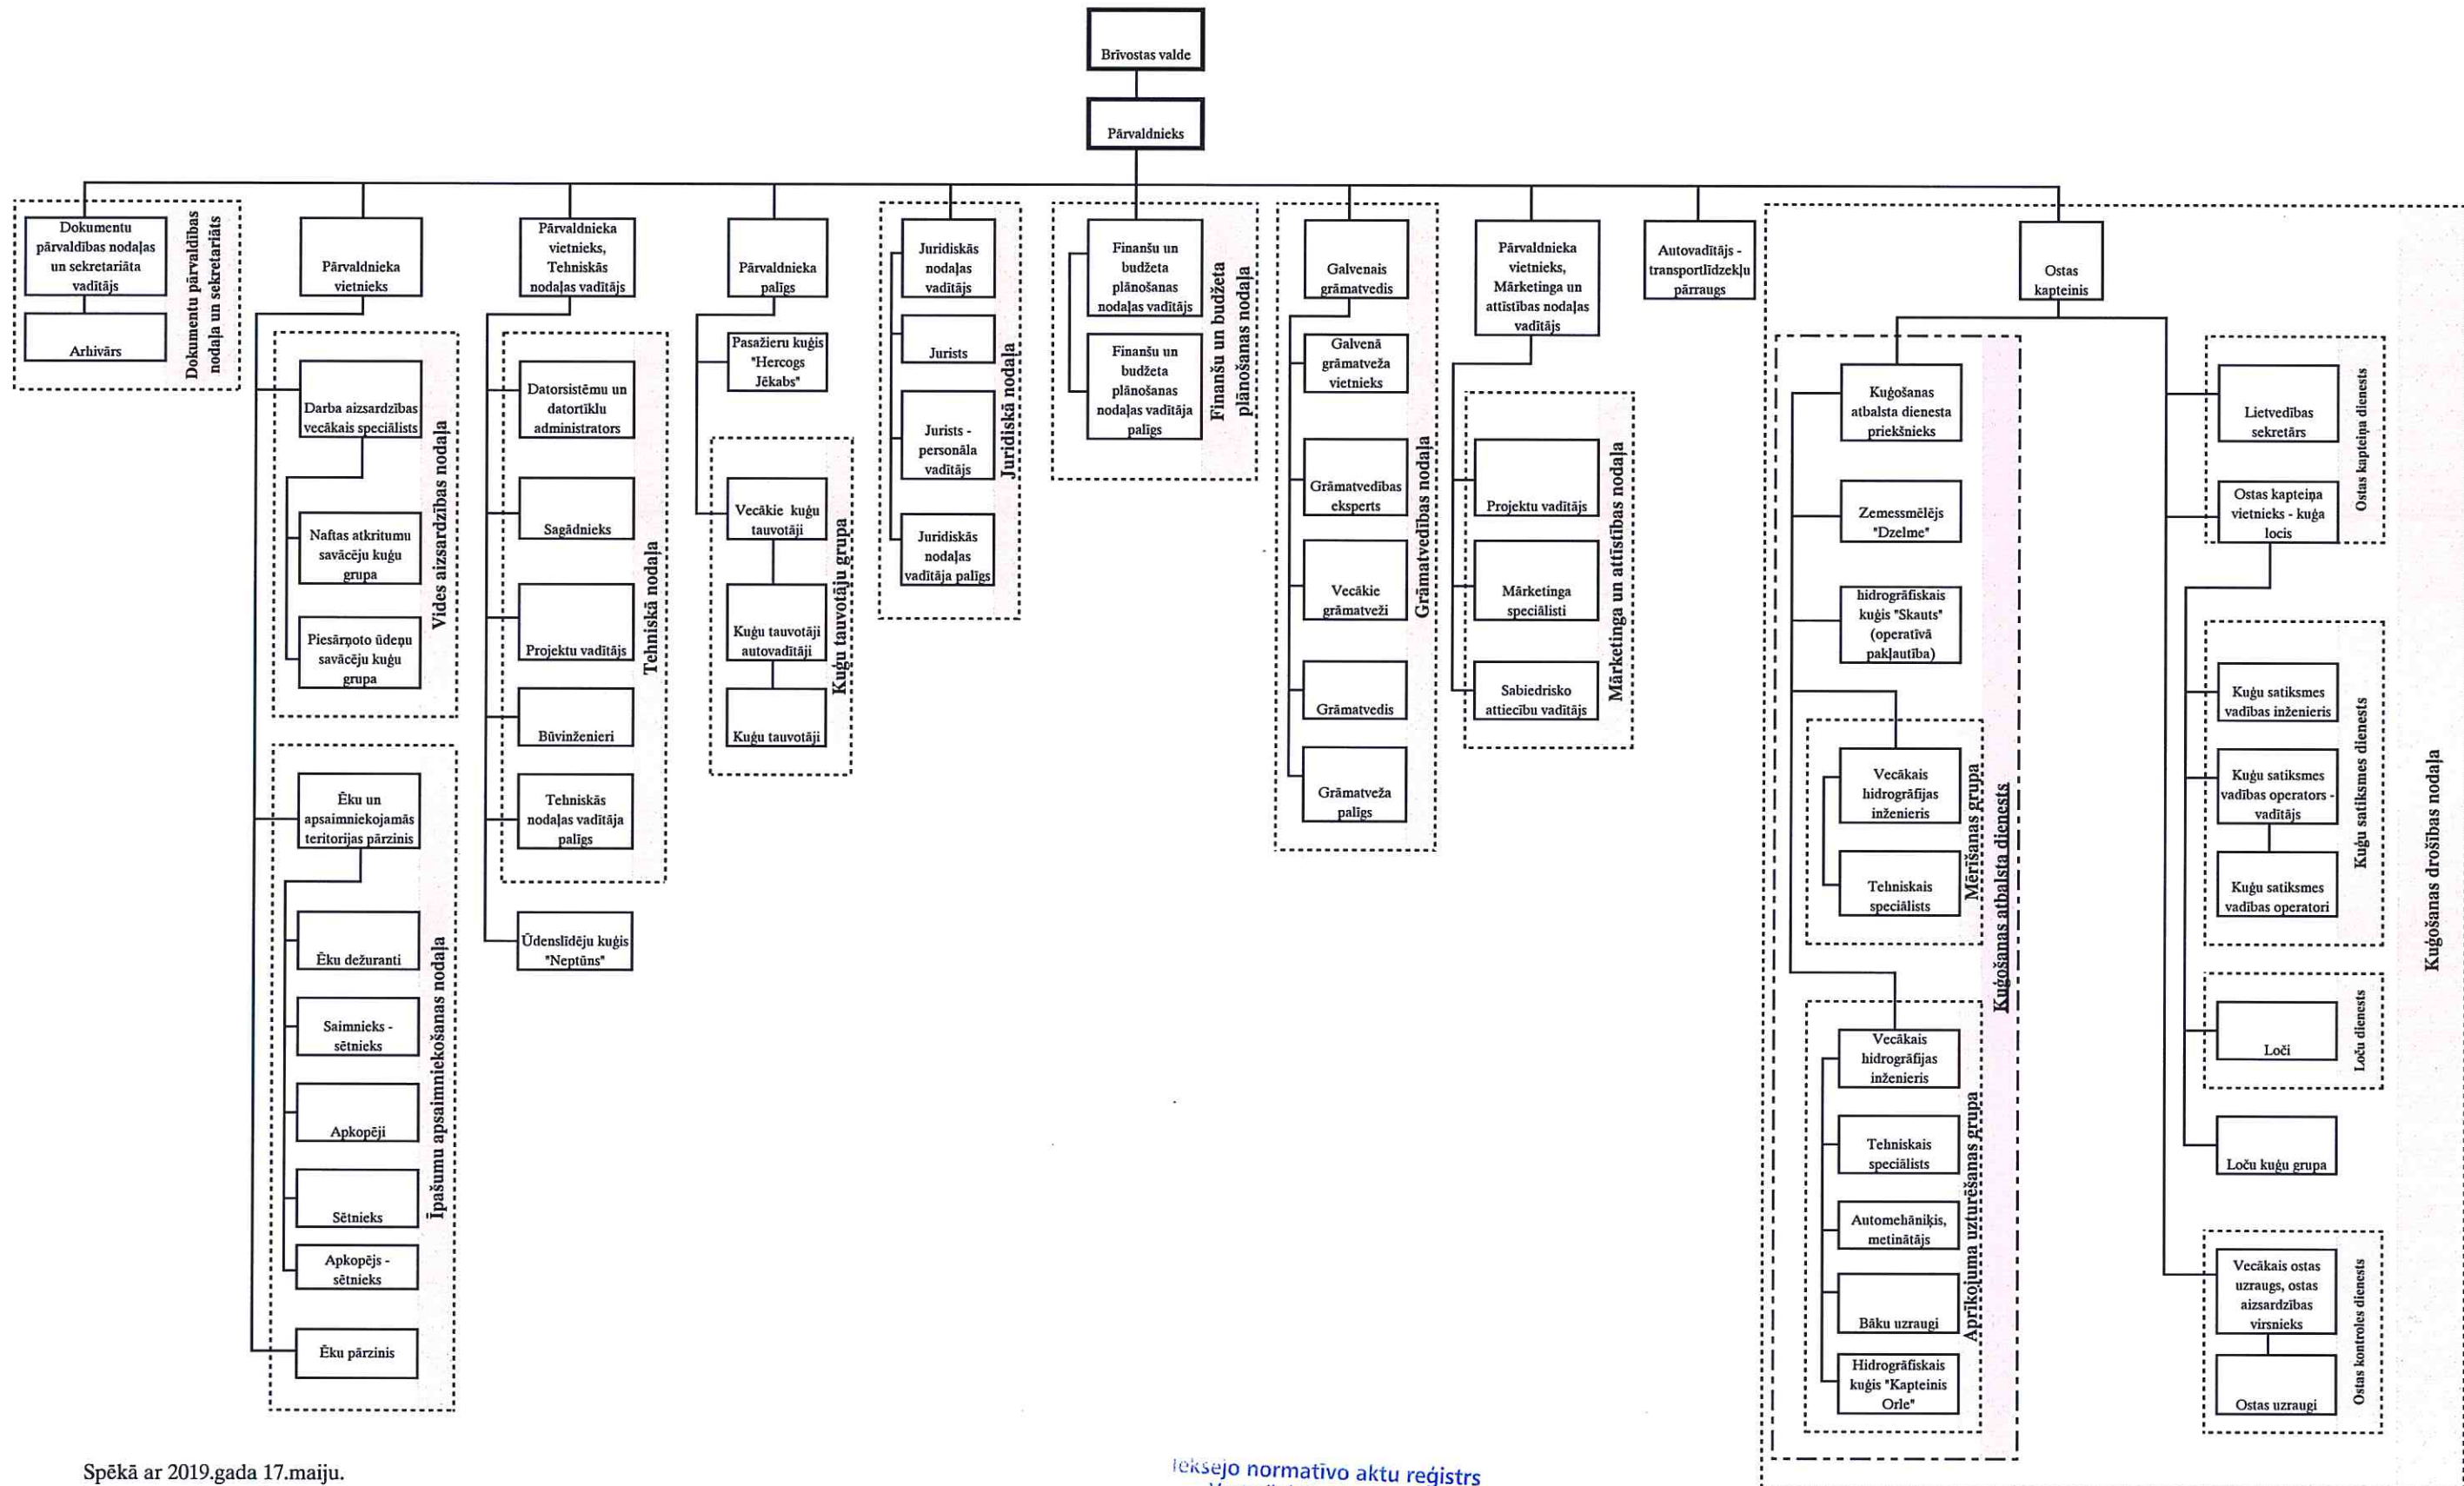 Brīvostas valde
Pārvaldnieks
Dokumentu
pārvaldības nodaļas
un sekretariāta
vadītājs
Arhivārs
Dokumentu pārvaldības
nodaļa un sekretariāts
Pārvaldnieka
vietnieks
Darba aizsardzības
vecākais speciālists
Naftas atkritumu
savācēju kuģu
grupa
Piesārņoto ūdeņu
savācēju kuģu
grupa
Vides aizsardzības nodaļa
Ēku un
apsaimniekojamās
teritorijas pārzinis
Ēku dežuranti
Saimnieks -
sētnieks
Apkopēji
Sētnieks
Apkopējs -
sētnieks
Ēku pārzinis
Īpašumu apsaimniekošanas nodaļa
Pārvaldnieka
vietnieks,
Tehniskās
nodaļas vadītājs
Datorsistēmu un
datortīklu
administrators
Sagādnieks
Projektu vadītājs
Būvinženieri
Tehniskās
nodaļas vadītāja
palīgs
Tehniskā nodaļa
Ūdenslīdēju kuģis
"Neptūns"
Pārvaldnieka
palīgs
Pasažieru kuģis
"Hercogs
Jēkabs"
Vecākie kuģu
tauvotāji
Kuģu tauvotāji
autovadītāji
Kuģu tauvotāji
Kuģu tauvotāju grupa
Juridiskās
nodaļas
vadītājs
Jurists
Jurists -
personāla
vadītājs
Juridiskās
nodaļas
vadītāja palīgs
Juridiskā nodaļa
Finanšu un
budžeta
plānošanas
nodaļas vadītājs
Finanšu un
budžeta
plānošanas
nodaļas vadītāja
palīgs
Finanšu un budžeta
plānošanas nodaļa
Galvenais
grāmatvedis
Galvenā
grāmatveža
vietnieks
Grāmatvedības
eksperts
Vecākie
grāmatveži
Grāmatvedis
Grāmatveža
palīgs
Grāmatvedības nodaļa
Pārvaldnieka
vietnieks,
Mārketinga un
attīstības nodaļas
vadītājs
Projektu vadītājs
Mārketinga
speciālisti
Sabiedrisko
attiecību vadītājs
Mārketinga un attīstības nodaļa
Autovadītājs -
transportlīdzekļu
pārraugs
Ostas
kapteinis
Kuģošanas
atbalsta dienesta
priekšnieks
Zemessmēlējs
"Dzelme"
hidrogrāfiskais
kuģis "Skauts"
(operatīvā
pakļautība)
Vecākais
hidrogrāfijas
inženieris
Tehniskais
speciālists
Mērīšanas grupa
Vecākais
hidrogrāfijas
inženieris
Tehniskais
speciālists
Automehāniķis,
metinātājs
Bāku uzraugi
Hidrogrāfiskais
kuģis "Kapteinis
Orle"
Aprīkojuma uzturēšanas grupa
Kuģošanas atbalsta dienests
Lietvedības
sekretārs
Ostas kapteiņa
vietnieks - kuģa
locis
Ostas kapteiņa dienests
Kuģu satiksmes
vadības inženieris
Kuģu satiksmes
vadības operators -
vadītājs
Kuģu satiksmes
vadības operatori
Kuģu satiksmes dienests
Loči
Loču dienests
Loču kuģu grupa
Vecākais ostas
uzraugs, ostas
aizsardzības
virsnieks
Ostas uzraugi
Ostas kontroles dienests
Kuģošanas drošības nodaļa
Spēkā ar 2019.gada 17.maiju.
Iekšējo normatīvo aktu reģistrs